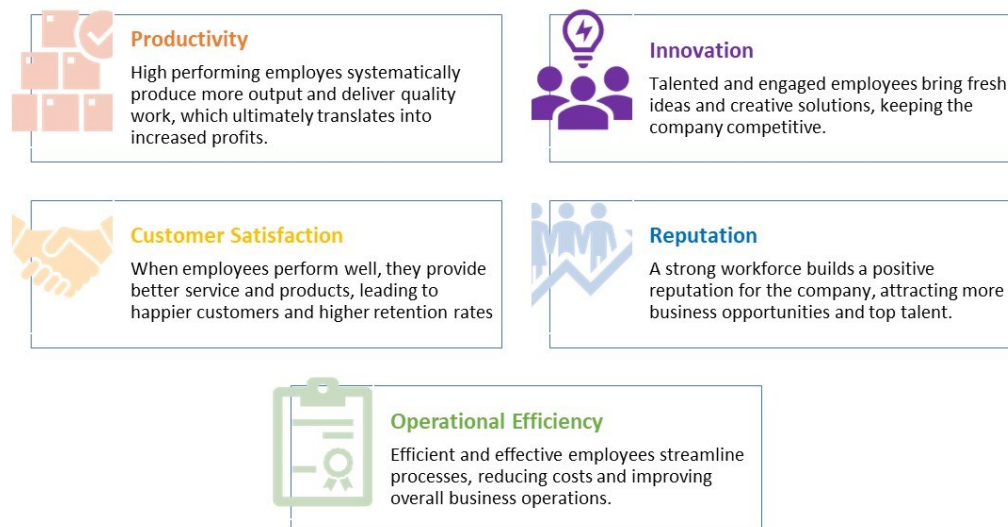 Productivity
High performing employes systematically
produce more output and deliver quality
work, which ultimately translates into
increased profits.
Innovation
Talented and engaged employees bring fresh
ideas and creative solutions, keeping the
company competitive.
Customer Satisfaction
When employees perform well, they provide
better service and products, leading to
happier customers and higher retention rates
Reputation
A strong workforce builds a positive
reputation for the company, attracting more
business opportunities and top talent.
Operational Efficiency
Efficient and effective employees streamline
processes, reducing costs and improving
overall business operations.